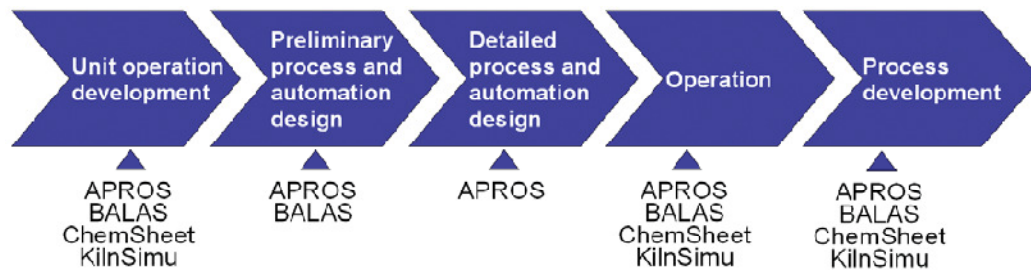 Unit operation
development
Preliminary
process and
automation
design
Detailed
process and
automation
design
Operation
Process
development
APROS
BALAS
ChemSheet
KilnSimu
APROS
BALAS
APROS
APROS
BALAS
ChemSheet
KilnSimu
APROS
BALAS
ChemSheet
KilnSimu